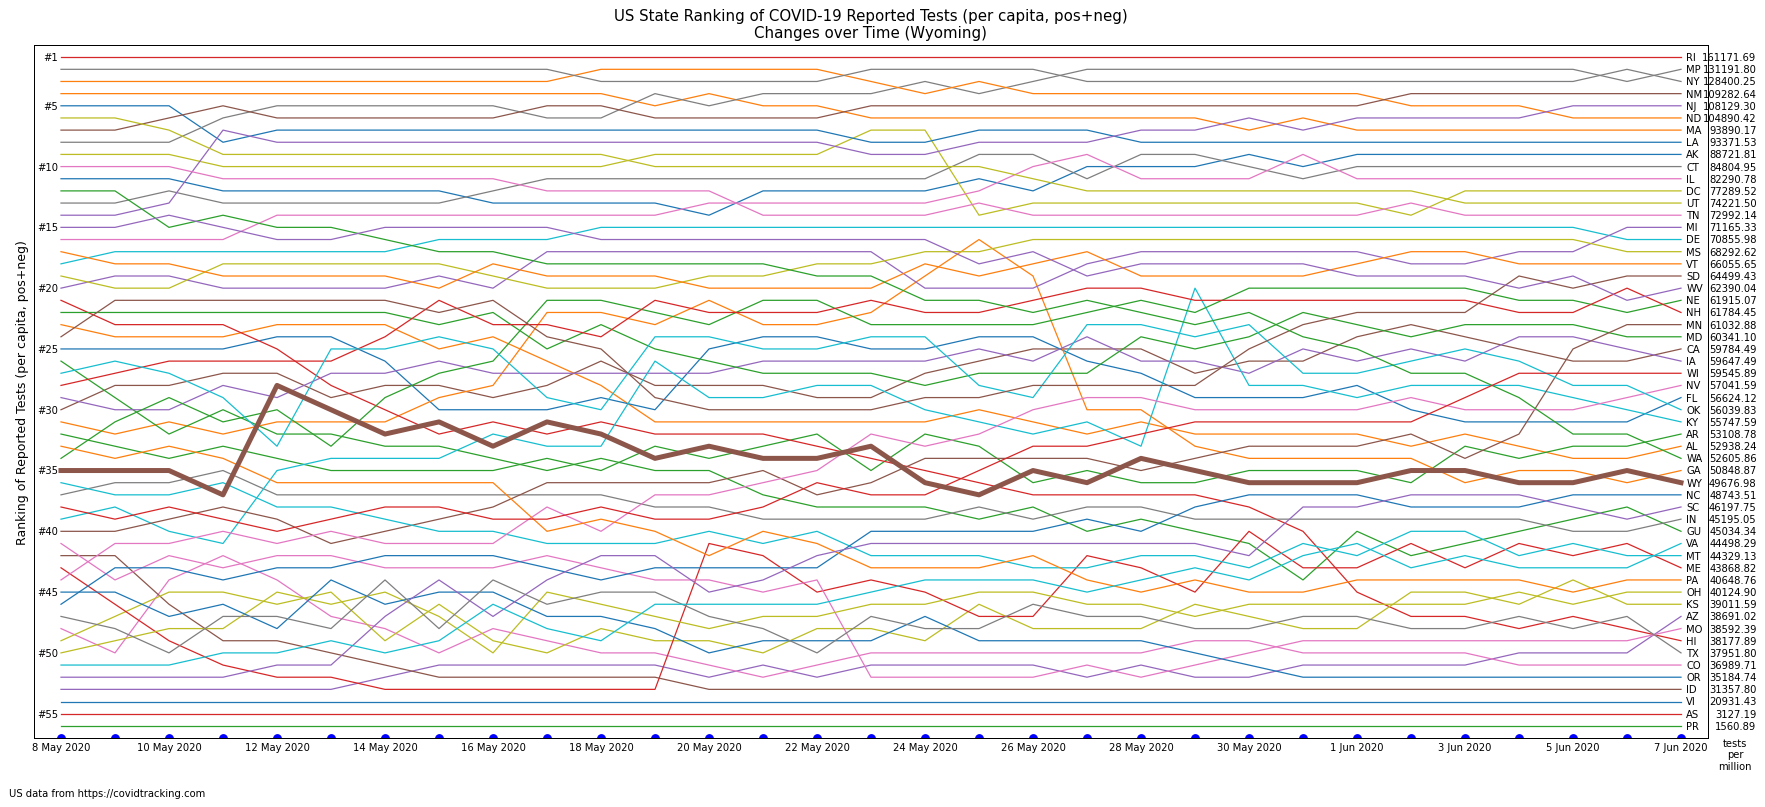 US State Ranking of COVID-19 Reported Tests (per capita, pos+neg)
Changes over Time (Wyoming)
Ranking of Reported Tests (per capita, pos+neg)
#1
#5
#10
#15
#20
#25
#30
#35
#40
#45
#50
#55
RI 161171.69
MP 131191.80
NY 128400.25
NM 109282.64
NJ 108129.30
ND 104890.42
MA 93890.17
LA 93371.53
AK 88721.81
CT 84804.95
IL 82290.78
DC 77289.52
UT 74221.50
TN 72992.14
MI 71165.33
DE 70855.98
MS 68292.62
VT 66055.65
SD 64499.43
WV 62390.04
NE 61915.07
NH 61784.45
MN 61032.88
MD 60341.10
CA 59784.49
IA 59647.49
WI 59545.89
NV 57041.59
FL 56624.12
OK 56039.83
KY 55747.59
AR 53108.78
AL 52938.24
WA 52605.86
GA 50848.87
WY 49676.98
NC 48743.51
SC 46197.75
IN 45195.05
GU 45034.34
VA 44498.29
MT 44329.13
ME 43868.82
PA 40648.76
OH 40124.90
KS 39011.59
AZ 38691.02
MO 38592.39
HI 38177.89
TX 37951.80
CO 36989.71
OR 35184.74
ID 31357.80
VI 20931.43
AS 3127.19
PR 1560.89
8 May 2020 10 May 2020 12 May 2020 14 May 2020 16 May 2020 18 May 2020 20 May 2020 22 May 2020 24 May 2020 26 May 2020 28 May 2020 30 May 2020 1 Jun 2020 3 Jun 2020 5 Jun 2020 7 Jun 2020
tests
per
million
US data from https://covidtracking.com